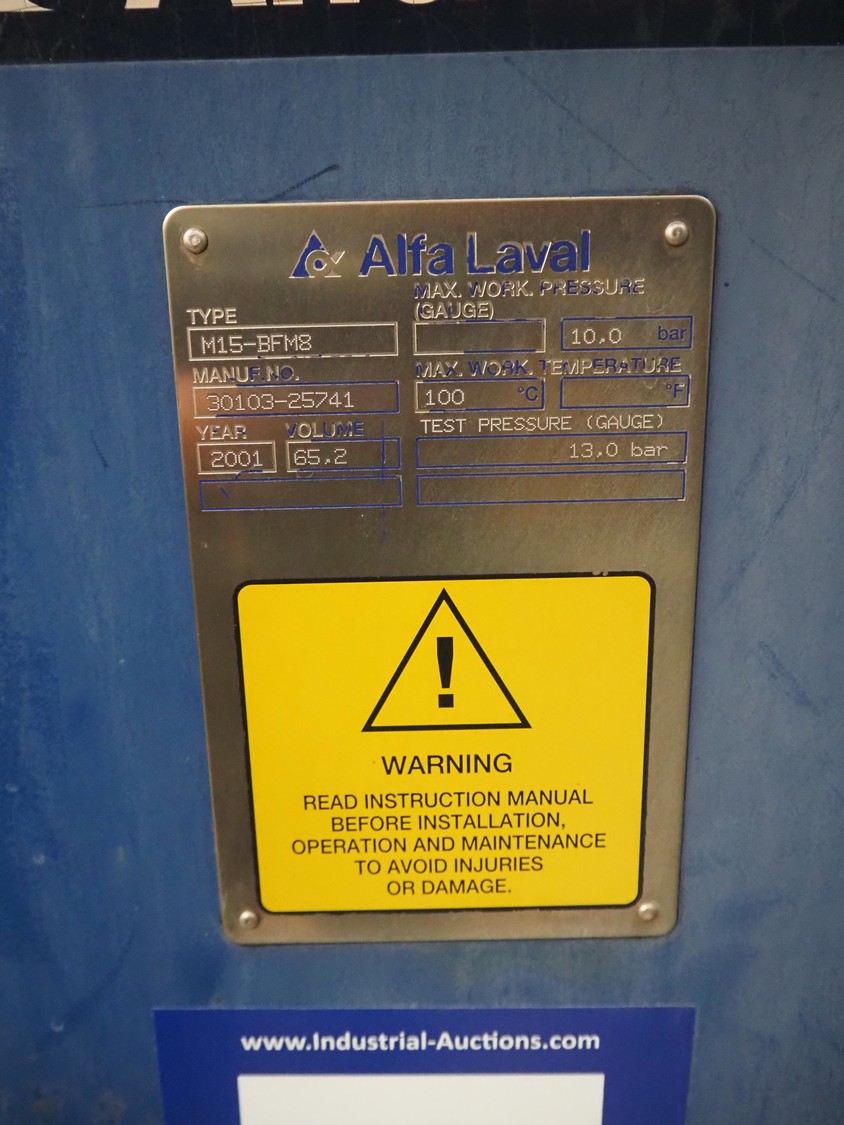 Alfa Laval
MAX. WORK. PRESSURE
(GAUGE)
TYPE
M15-BFM8
10.0 bar
MANUF.NO.
MAX. WORK. TEMPERATURE
30103-25741
100 °C
°F
YEAR VOLUME
TEST PRESSURE (GAUGE)
2001 65.2
13.0 bar
WARNING
READ INSTRUCTION MANUAL
BEFORE INSTALLATION,
OPERATION AND MAINTENANCE
TO AVOID INJURIES
OR DAMAGE.
www.Industrial-Auctions.com